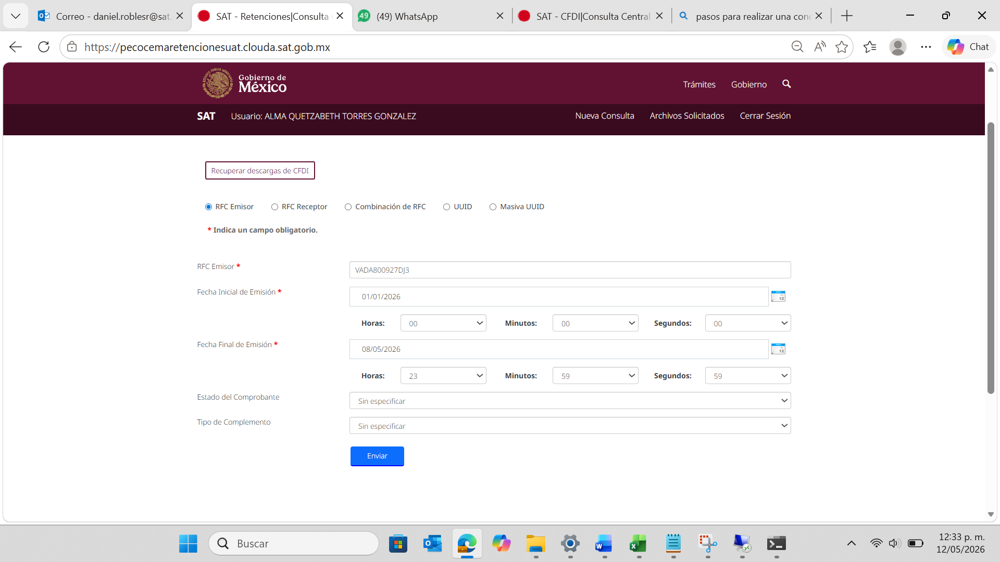 Correo - daniel.roblesr@sat.
SAT - Retenciones|Consulta
49
(49) WhatsApp
SAT - CFDI|Consulta Central
pasos para realizar una con
https://pecocemaretencionesuat.clouda.sat.gob.mx
Chat
Gobierno de
México
Trámites
Gobierno
SAT
Usuario: ALMA QUETZABETH TORRES GONZALEZ
Nueva Consulta
Archivos Solicitados
Cerrar Sesión
Recuperar descargas de CFDI
RFC Emisor
RFC Receptor
Combinación de RFC
UUID
Masiva UUID
* Indica un campo obligatorio.
RFC Emisor *
VADA800927DJ3
Fecha Inicial de Emisión *
01/01/2026
12
Horas:
00
Minutos:
00
Segundos:
00
Fecha Final de Emisión *
08/05/2026
12
Horas:
23
Minutos:
59
Segundos:
59
Estado del Comprobante
Sin especificar
Tipo de Complemento
Sin especificar
Enviar
Buscar
12:33 p. m.
12/05/2026